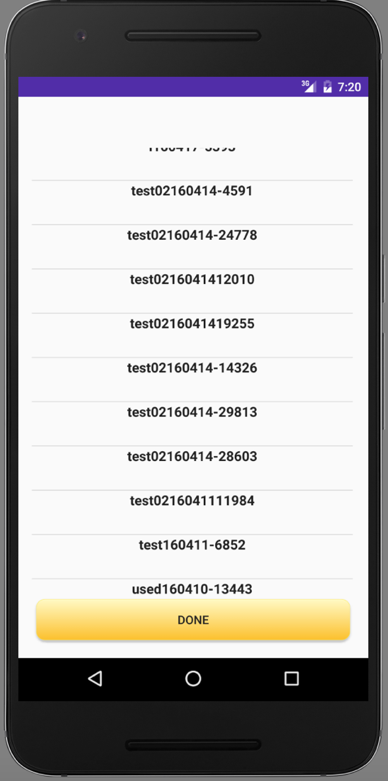 3G 7:20
test02160414-4591
test02160414-24778
test0216041412010
test0216041419255
test02160414-14326
test02160414-29813
test02160414-28603
test0216041111984
test160411-6852
used160410-13443
DONE